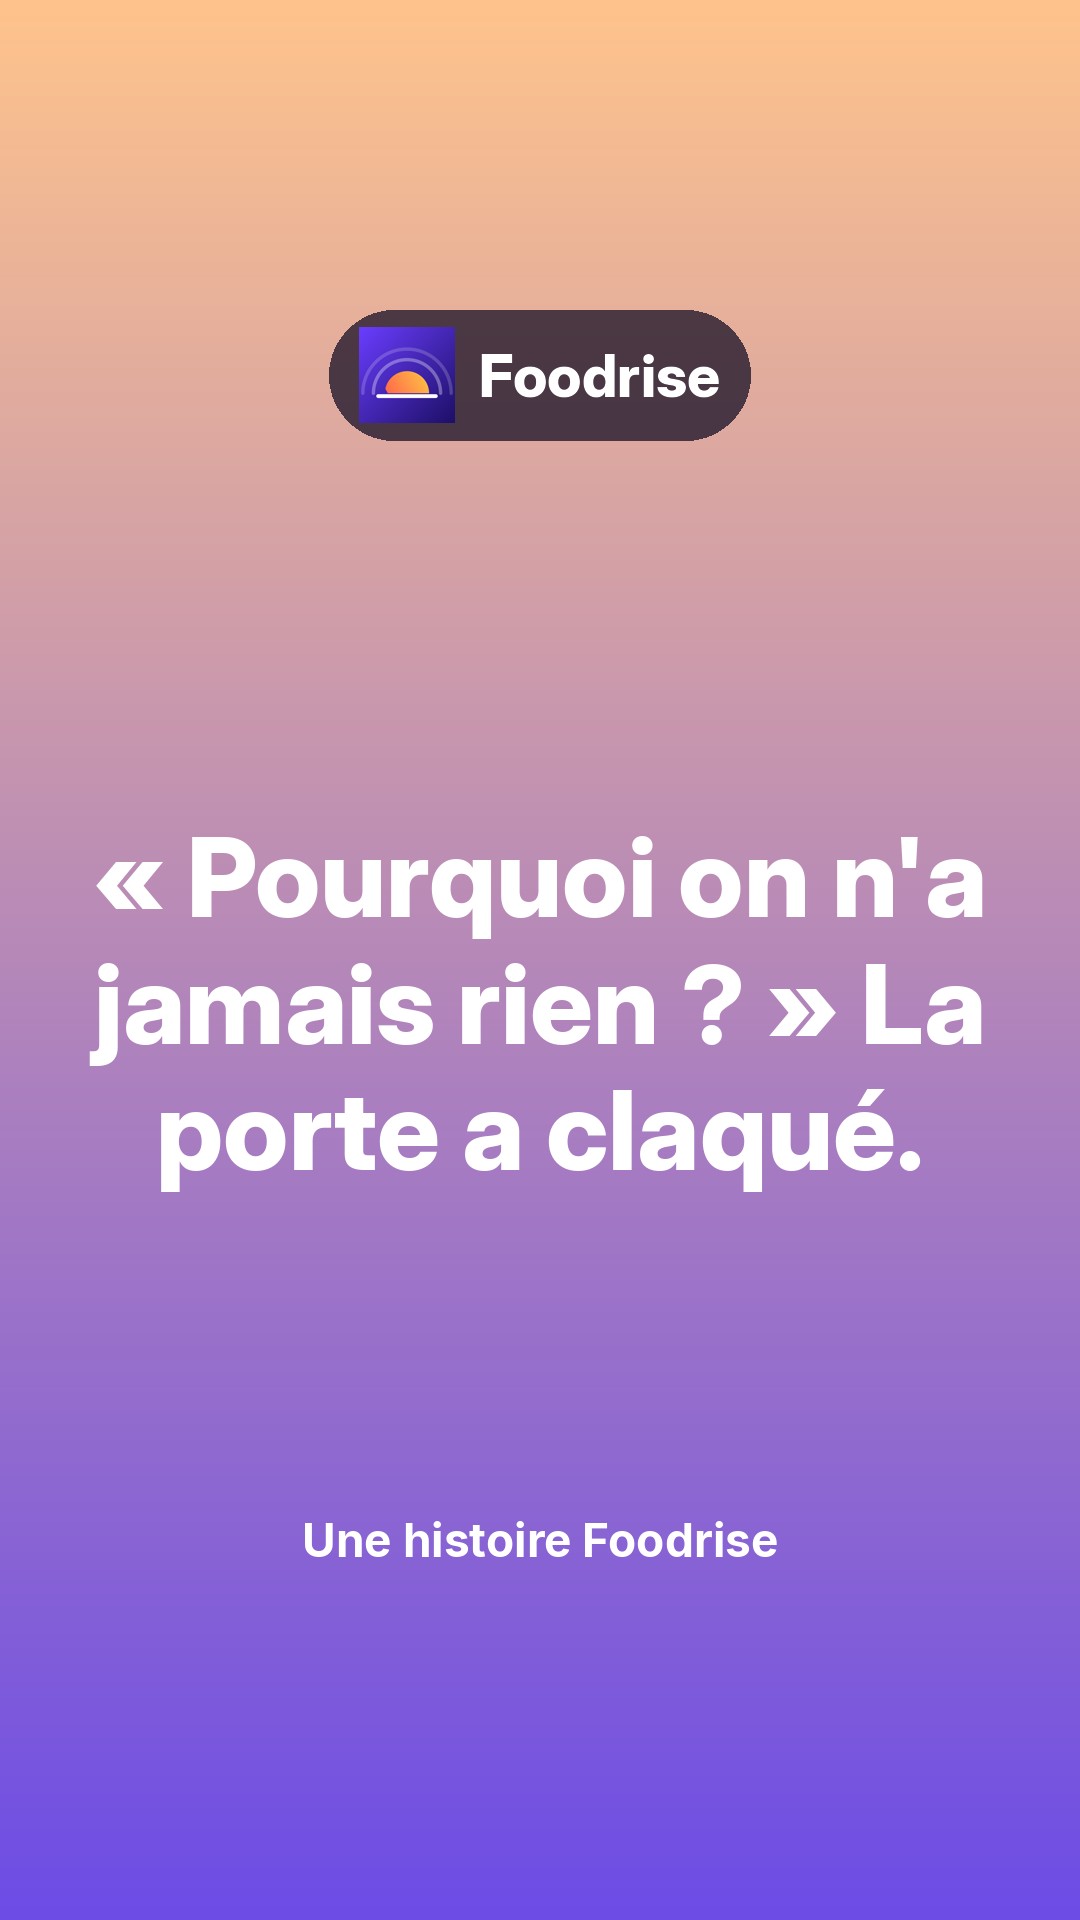 Foodrise
« Pourquoi on n'a
jamais rien ? » La
porte a claqué.
Une histoire Foodrise